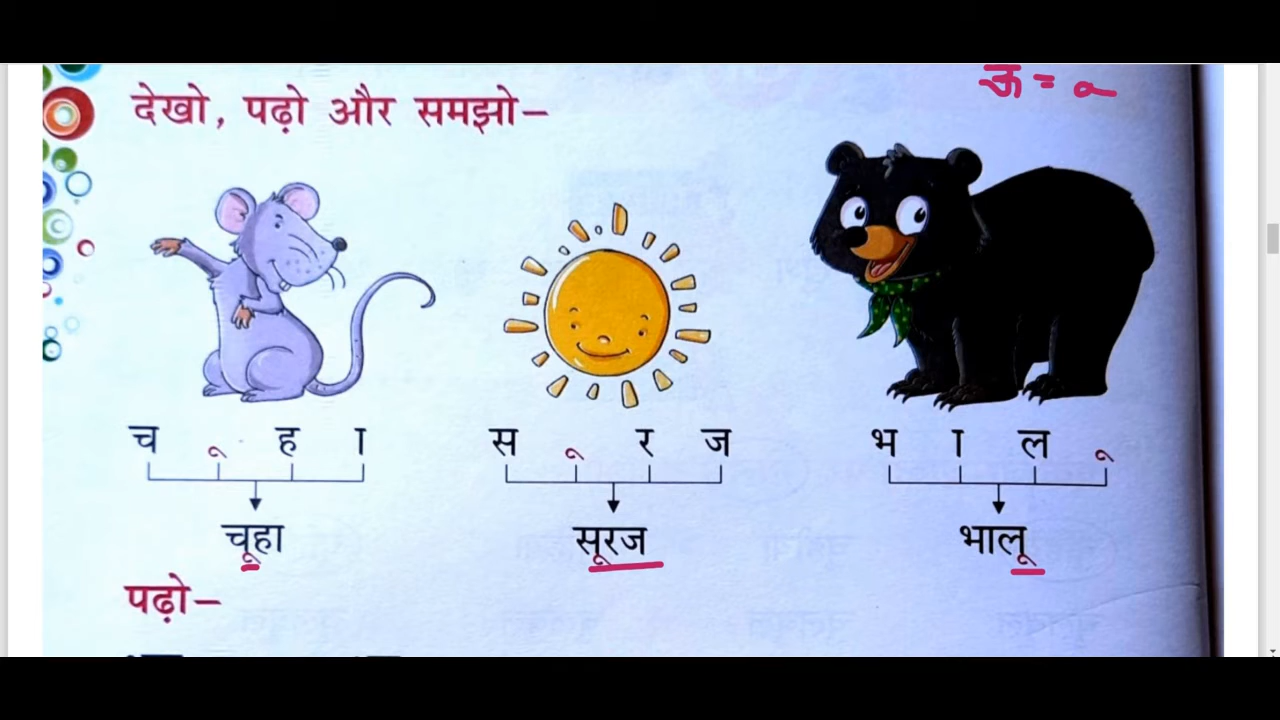 ऊ = ू
देखो, पढ़ो और समझो–
च ू ह ा स ू र ज भ ा ल ू
चूहा सूरज भालू
पढ़ो–